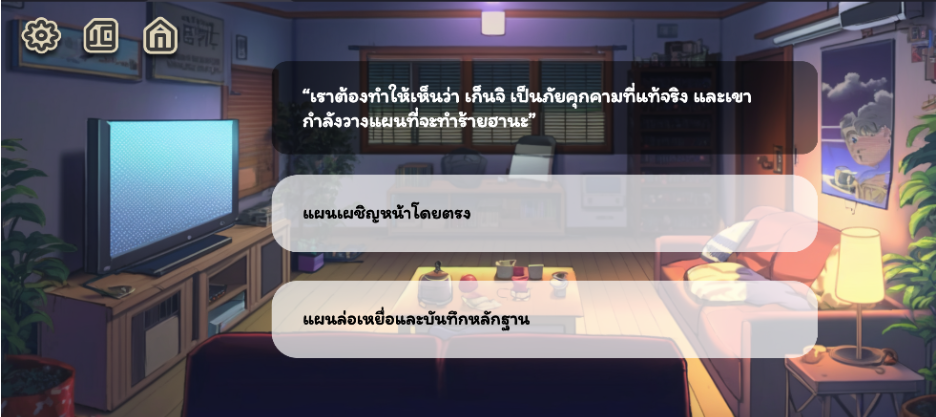 “เราต้องทำให้เห็นว่า เก็นจิ เป็นภัยคุกคามที่แท้จริง และเขา
กำลังวางแผนที่จะทำร้ายฮานะ”
แผนเผชิญหน้าโดยตรง
แผนล่อเหยื่อและบันทึกหลักฐาน